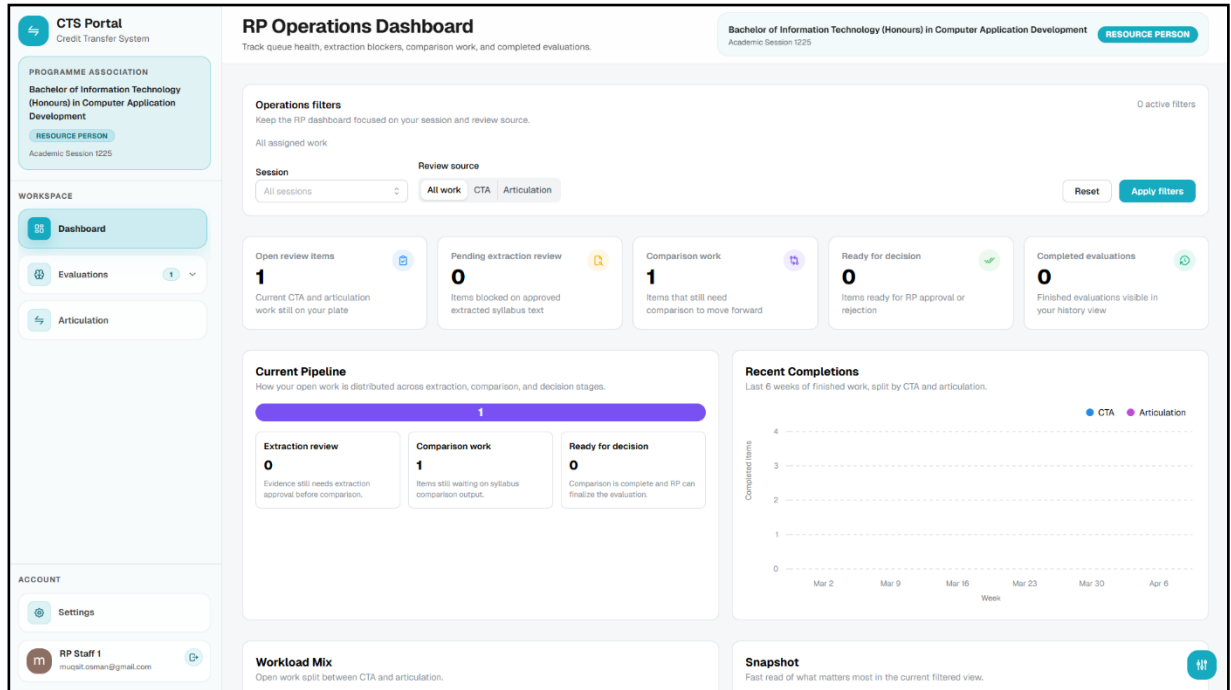 CTS Portal
Credit Transfer System
PROGRAMME ASSOCIATION
Bachelor of Information Technology
(Honours) in Computer Application
Development
RESOURCE PERSON
Academic Session 1225
WORKSPACE
Dashboard
Evaluations 1
Articulation
ACCOUNT
Settings
m
RP Staff 1
muqsit.osman@gmail.com
RP Operations Dashboard
Track queue health, extraction blockers, comparison work, and completed evaluations.
Bachelor of Information Technology (Honours) in Computer Application Development
Academic Session 1225
RESOURCE PERSON
Operations filters
0 active filters
Keep the RP dashboard focused on your session and review source.
All assigned work
Session
All sessions
Review source
All work CTA Articulation
Reset
Apply filters
Open review items
1
Current CTA and articulation
work still on your plate
Pending extraction review
0
Items blocked on approved
extracted syllabus text
Comparison work
1
Items that still need
comparison to move forward
Ready for decision
0
Items ready for RP approval or
rejection
Completed evaluations
0
Finished evaluations visible in
your history view
Current Pipeline
How your open work is distributed across extraction, comparison, and decision stages.
1
Extraction review
0
Evidence still needs extraction
approval before comparison.
Comparison work
1
Items still waiting on syllabus
comparison output.
Ready for decision
0
Comparison is complete and RP can
finalize the evaluation.
Recent Completions
Last 6 weeks of finished work, split by CTA and articulation.
CTA Articulation
Completed items
4
3
2
1
0
Mar 2 Mar 9 Mar 16 Mar 23 Mar 30 Apr 6
Week
Workload Mix
Open work split between CTA and articulation.
Snapshot
Fast read of what matters most in the current filtered view.